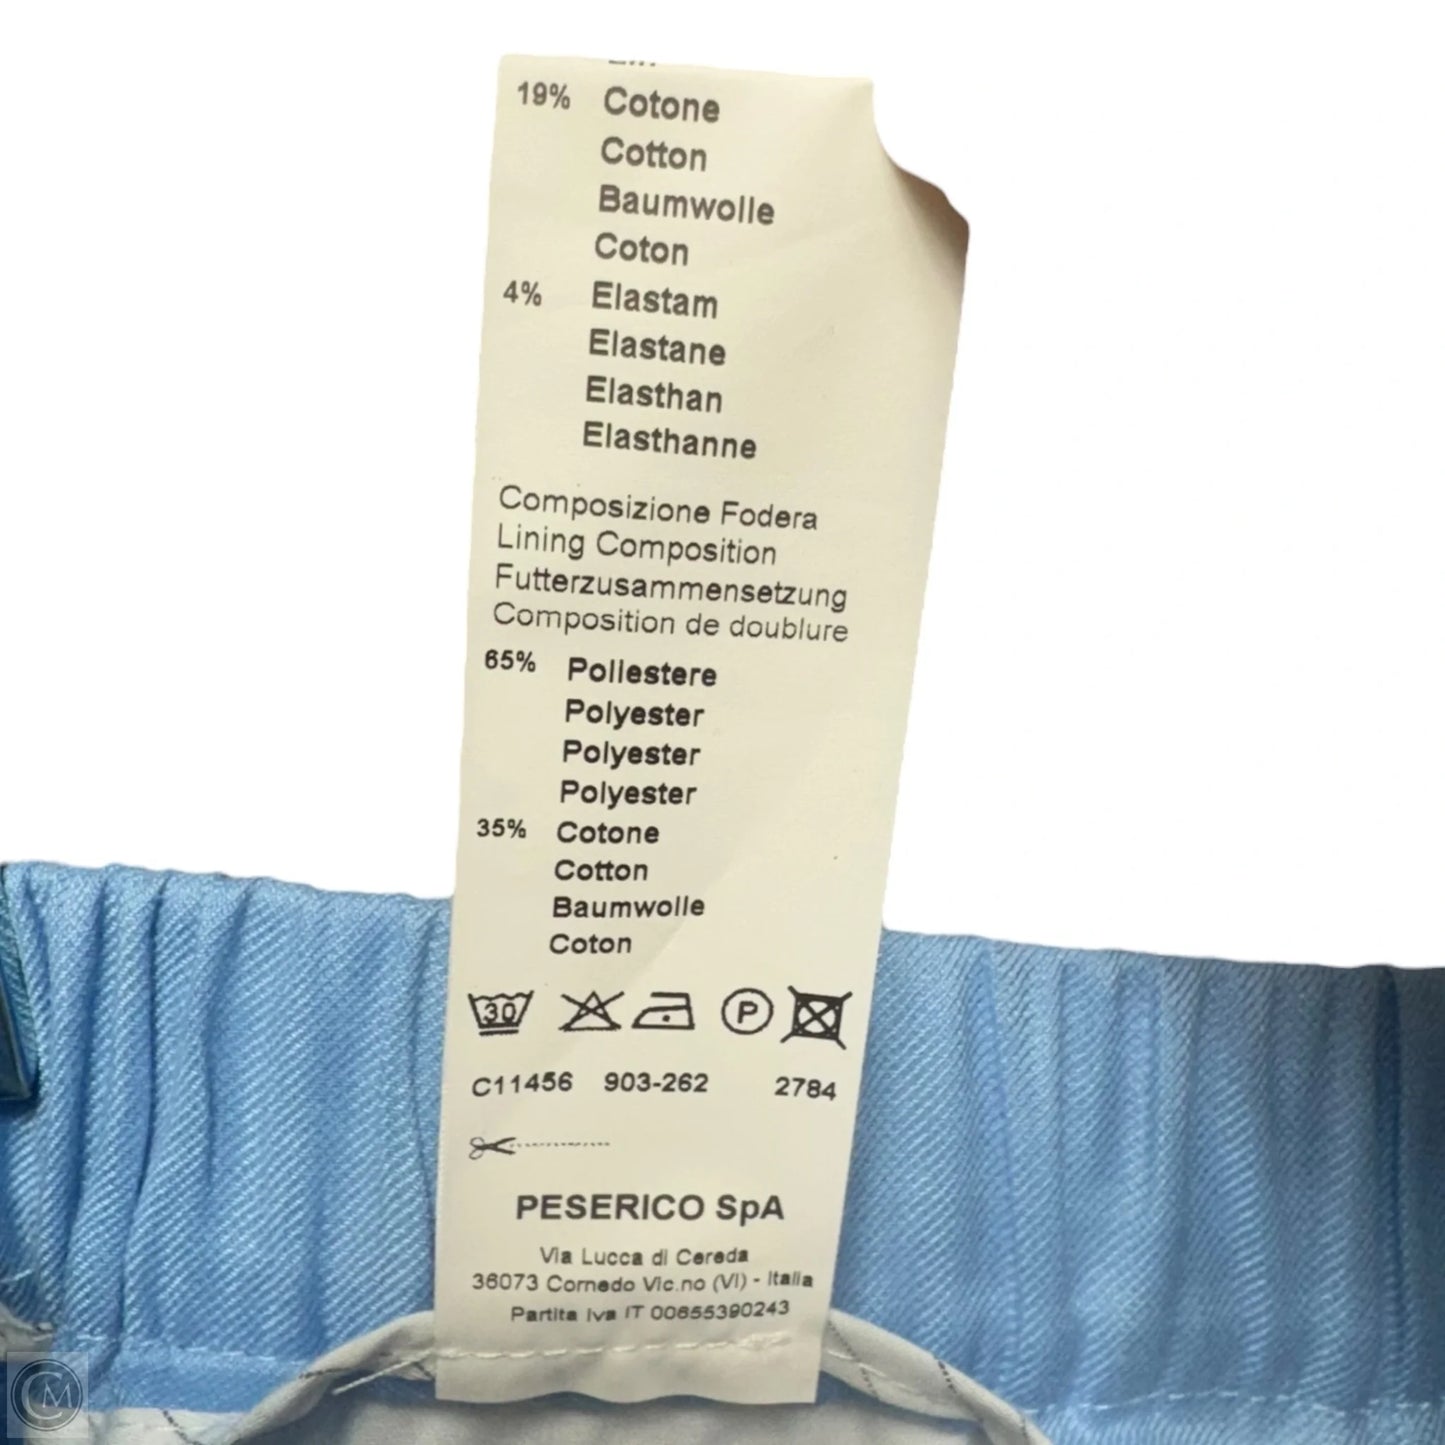 19% Cotone
Cotton
Baumwolle
Coton
4% Elastam
Elastane
Elasthan
Elasthanne
Composizione Fodera
Lining Composition
Futterzusammensetzung
Composition de doublure
65% Poliestere
Polyester
Polyester
Polyester
35% Cotone
Cotton
Baumwolle
Coton
30 P
C11456 903-262 2784
PESERICO SpA
Via Lucca di Cereda
36073 Cornedo Vic.no (VI) - Italia
Partita Iva IT 00655390243
CM